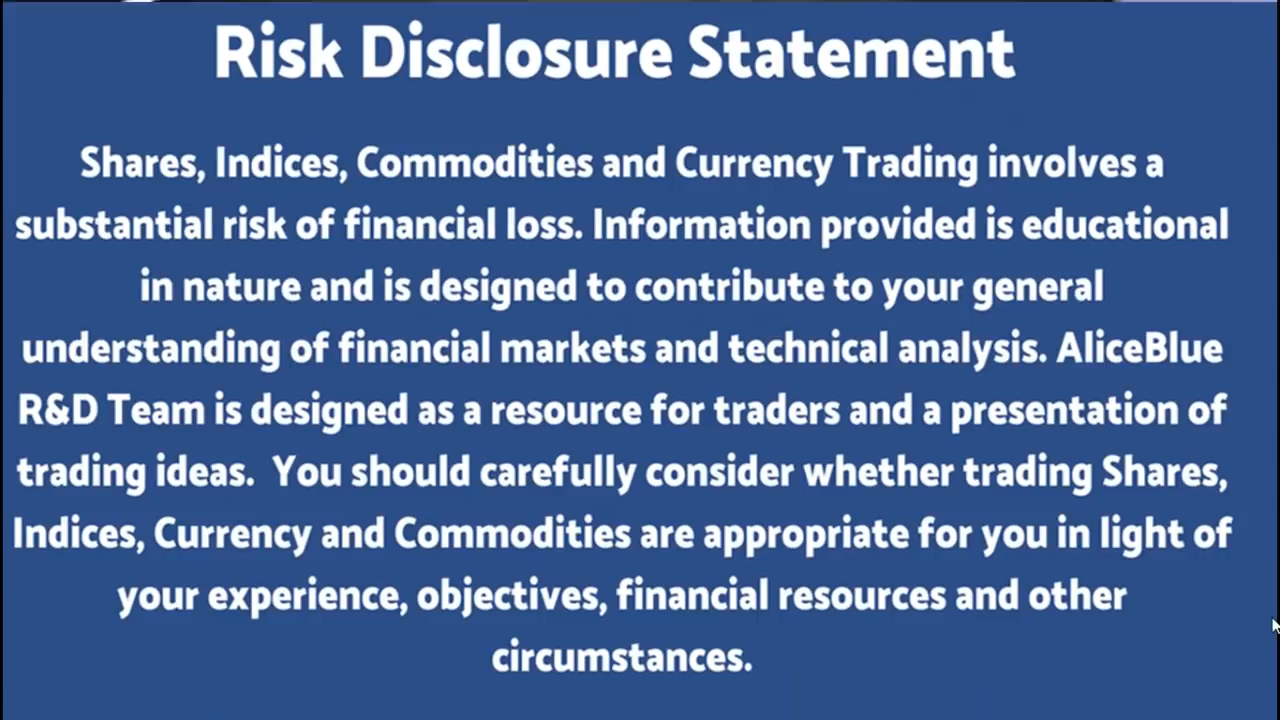 Risk Disclosure Statement
Shares, Indices, Commodities and Currency Trading involves a
substantial risk of financial loss. Information provided is educational
in nature and is designed to contribute to your general
understanding of financial markets and technical analysis. AliceBlue
R&D Team is designed as a resource for traders and a presentation of
trading ideas.  You should carefully consider whether trading Shares,
Indices, Currency and Commodities are appropriate for you in light of
your experience, objectives, financial resources and other
circumstances.